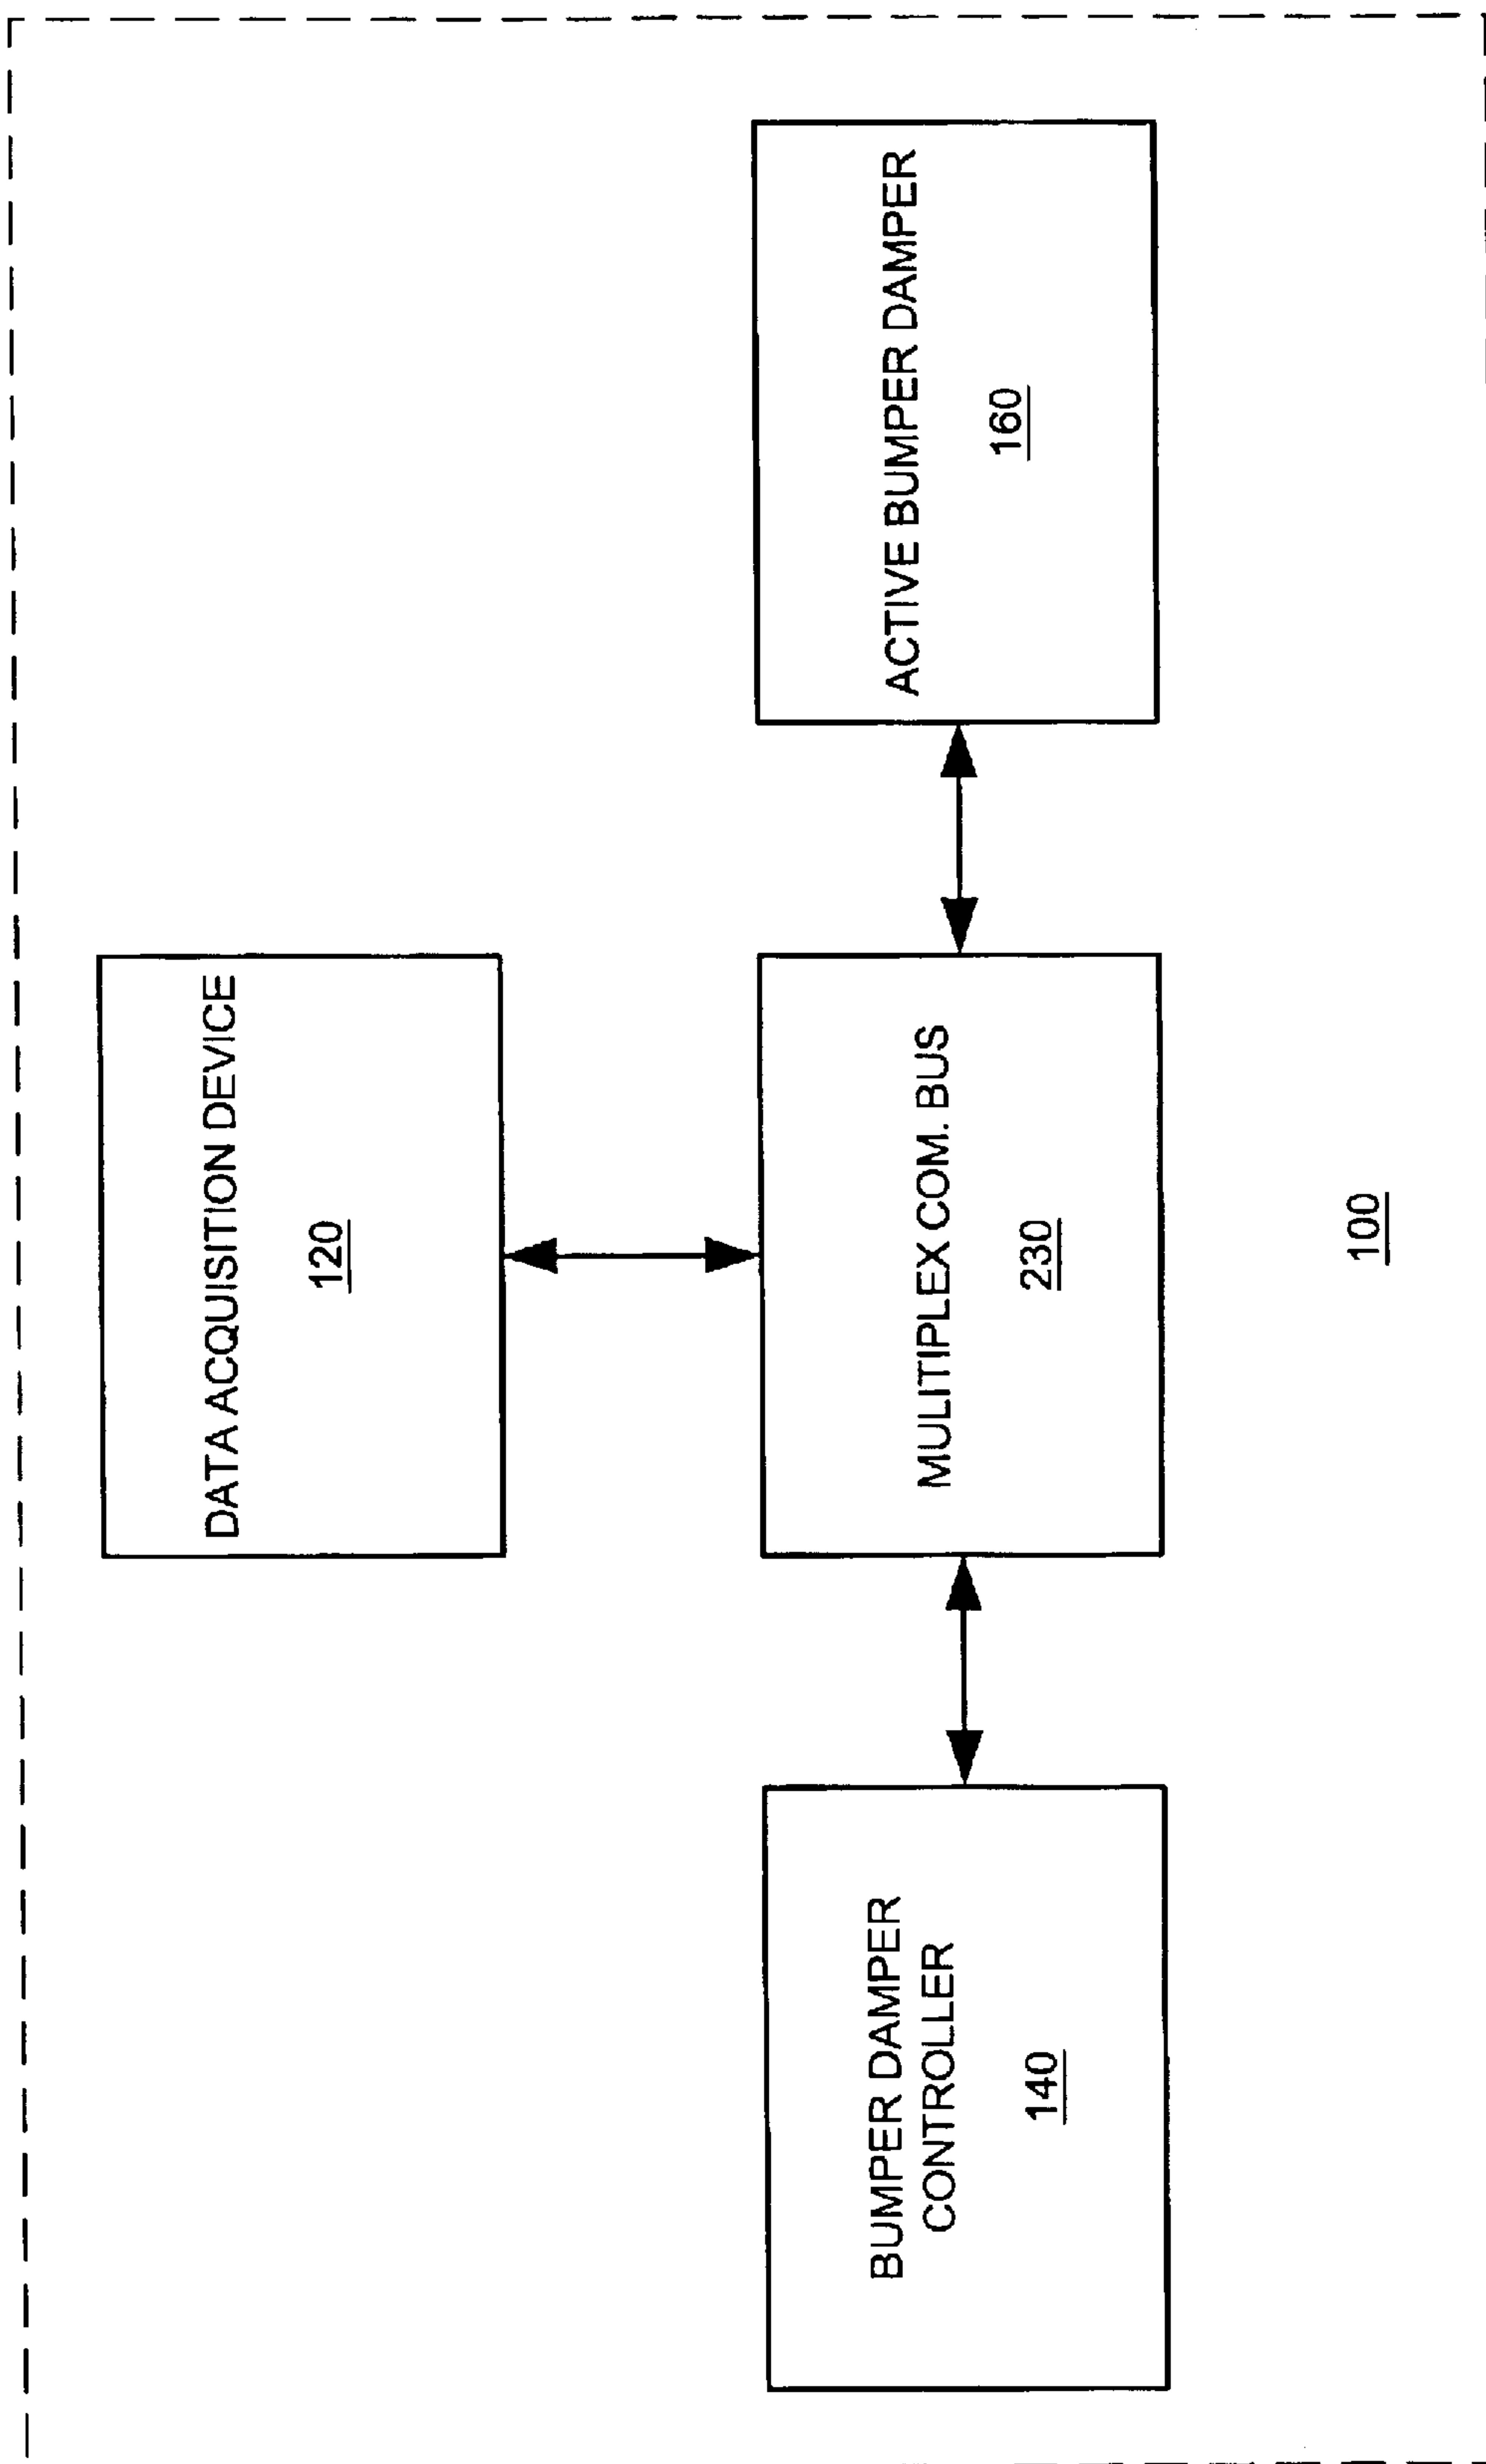 DATA ACQUISITION DEVICE
120
BUMPER DAMPER
CONTROLLER
140
MULITIPLEX COM. BUS
230
ACTIVE BUMPER DAMPER
160
100